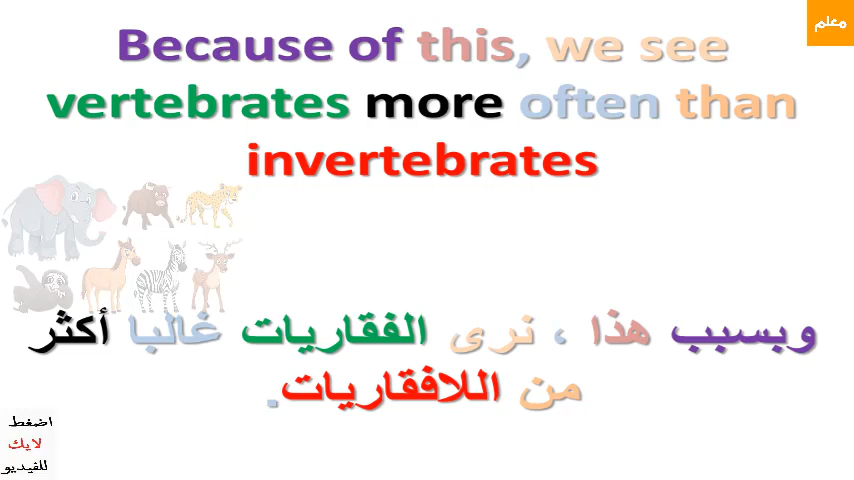 معلم
Because of this, we see
vertebrates more often than
invertebrates
وبسبب هذا ، نرى الفقاريات غالبا أكثر
من اللافقاريات.
اضغط
لايك
للفيديو